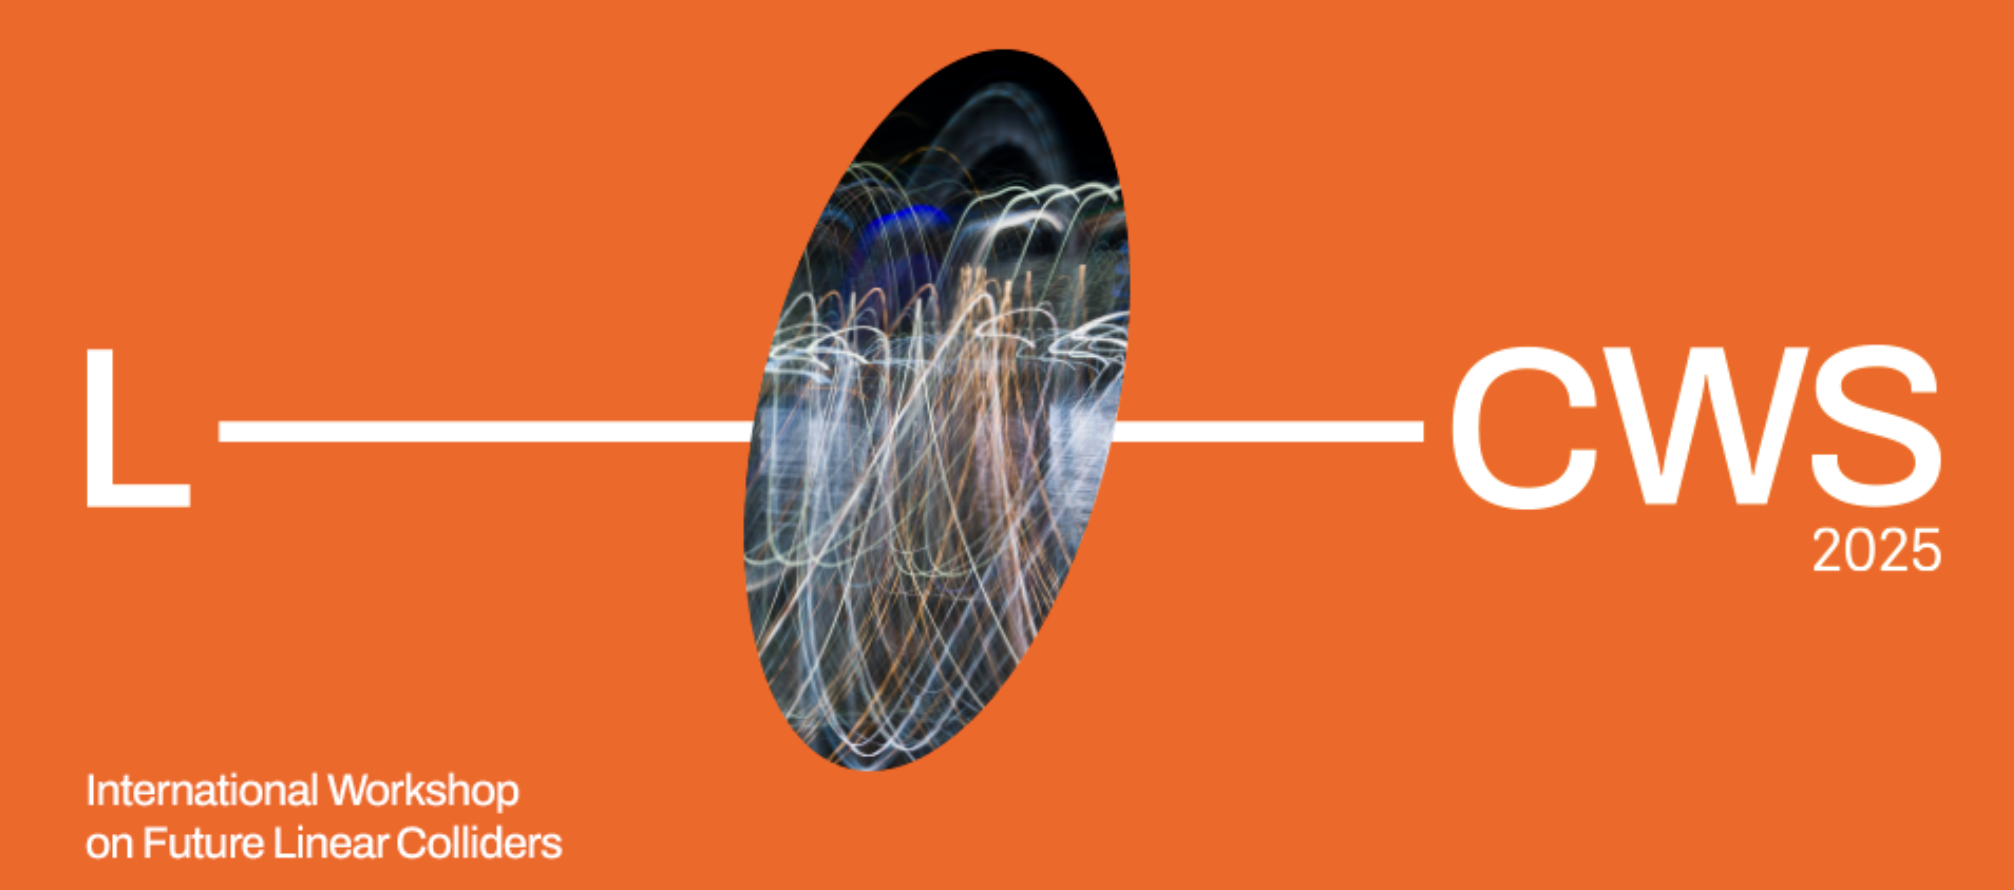 L CWS
2025
International Workshop
on Future Linear Colliders